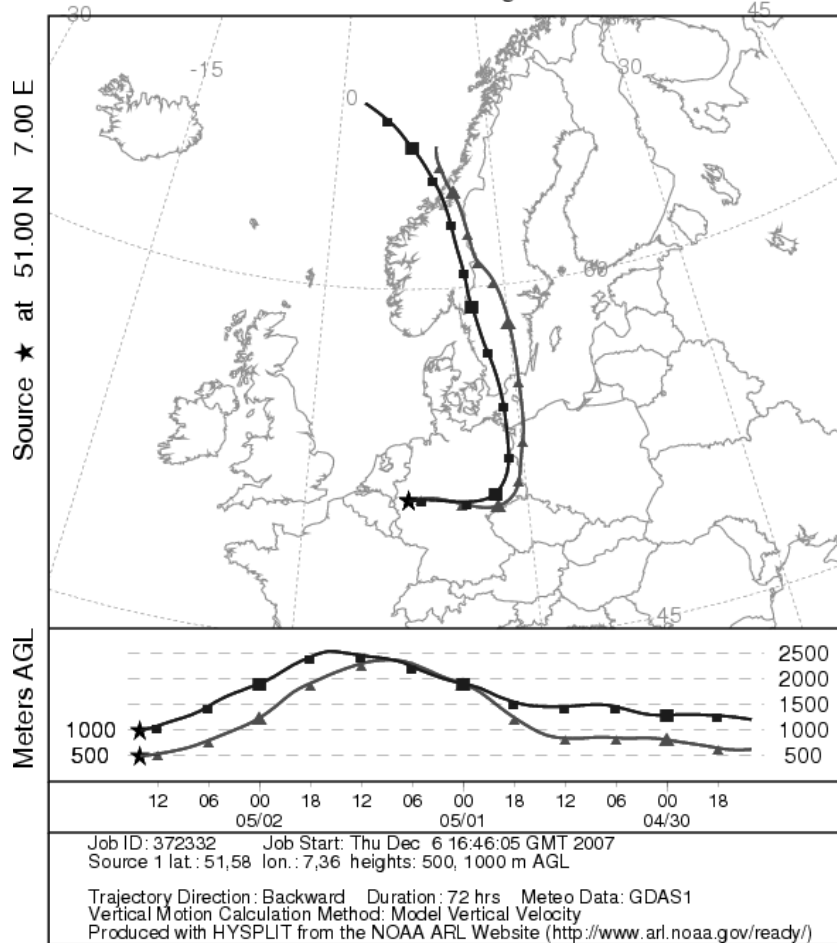 30
-15
0
30
45
60
45
Source ★ at 51.00 N 7.00 E
Meters AGL
2500
2000
1500
1000 1000
500 500
12 06 00 18 12 06 00 18 12 06 00 18
05/02 05/01 04/30
Job ID: 372332 Job Start: Thu Dec 6 16:46:05 GMT 2007
Source 1 lat.: 51,58 lon.: 7,36 heights: 500, 1000 m AGL
Trajectory Direction: Backward Duration: 72 hrs Meteo Data: GDAS1
Vertical Motion Calculation Method: Model Vertical Velocity
Produced with HYSPLIT from the NOAA ARL Website (http://www.arl.noaa.gov/ready/)